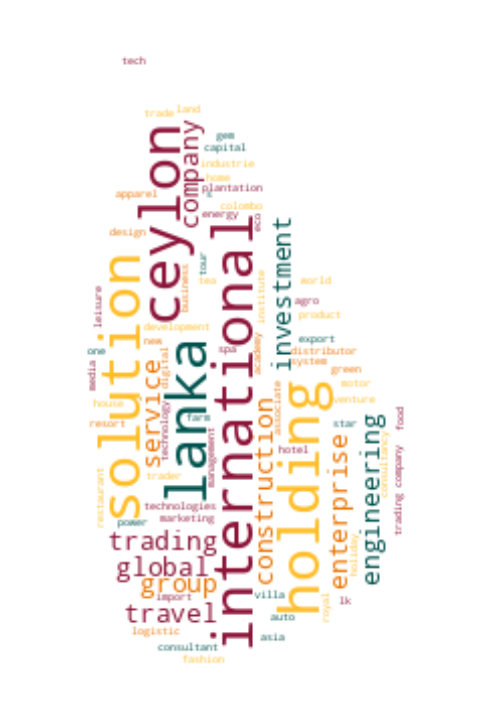 tech
trade
land
gem
capital
company
ceylon
industrie
home
plantation
apparel
colombo
energy
eco
design
investment
international
solution
tour
business
tea
institute
world
leisure
agro
product
development
new
export
one
spa
distributor
system
academy
digital
media
lanka
service
green
motor
house
technology
farm
associate
venture
holding
resort
star
food
management
construction
hotel
engineering
enterprise
consultancy
trading company
restaurant
trader
technologies
marketing
power
trading
holiday
global
group
import
villa
royal
lk
travel
auto
logistic
asia
consultant
fashion